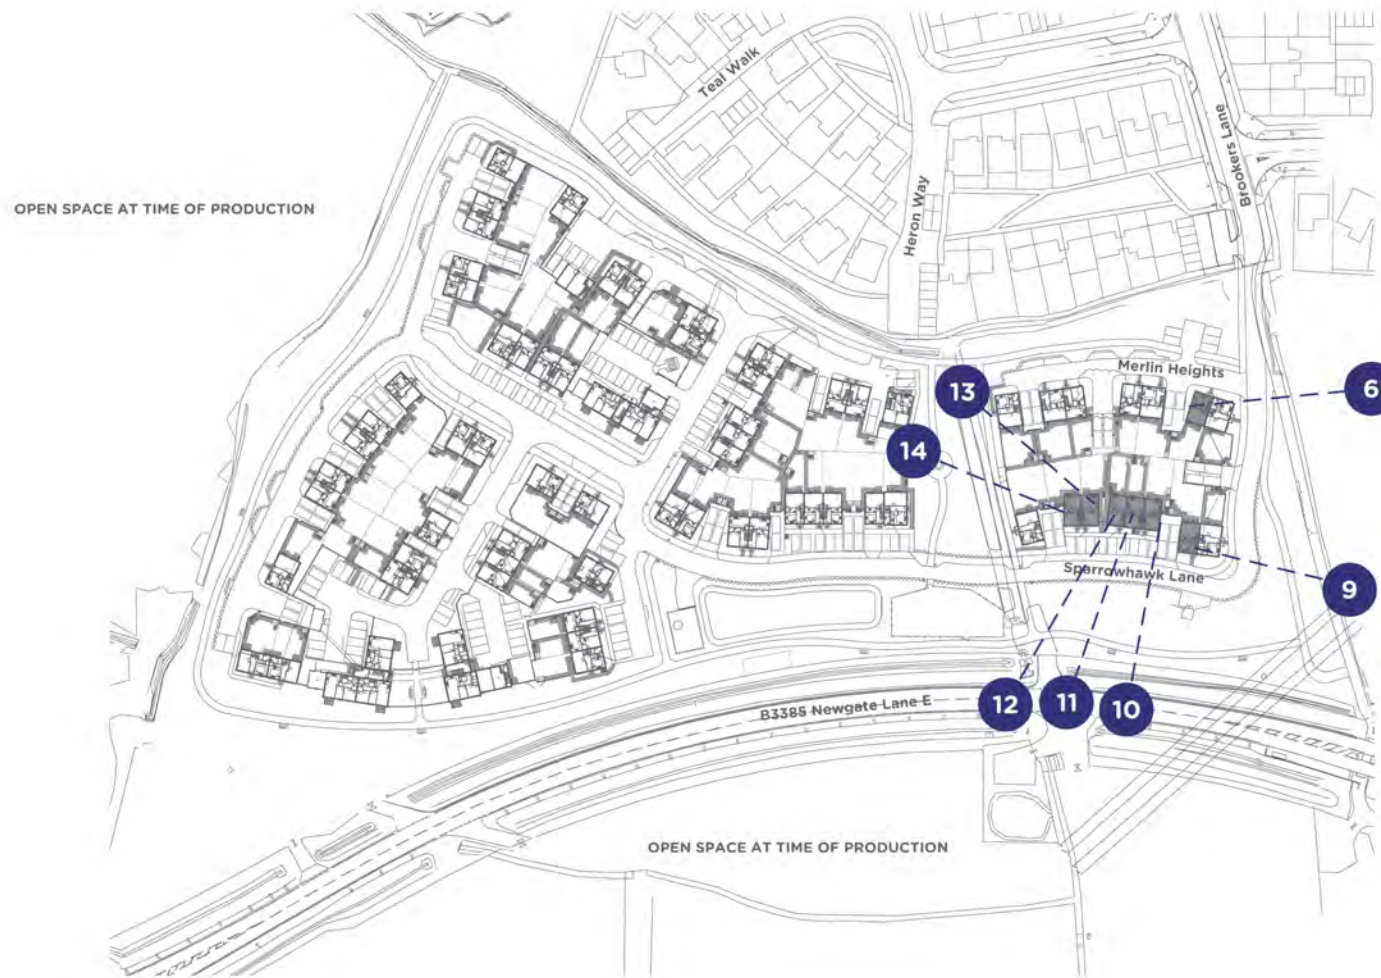 Teal Walk
Brookers Lane
OPEN SPACE AT TIME OF PRODUCTION
Heron Way
Merlin Heights
13
6
14
Sparrowhawk Lane
9
12
11
10
B3385 Newgate Lane E
OPEN SPACE AT TIME OF PRODUCTION